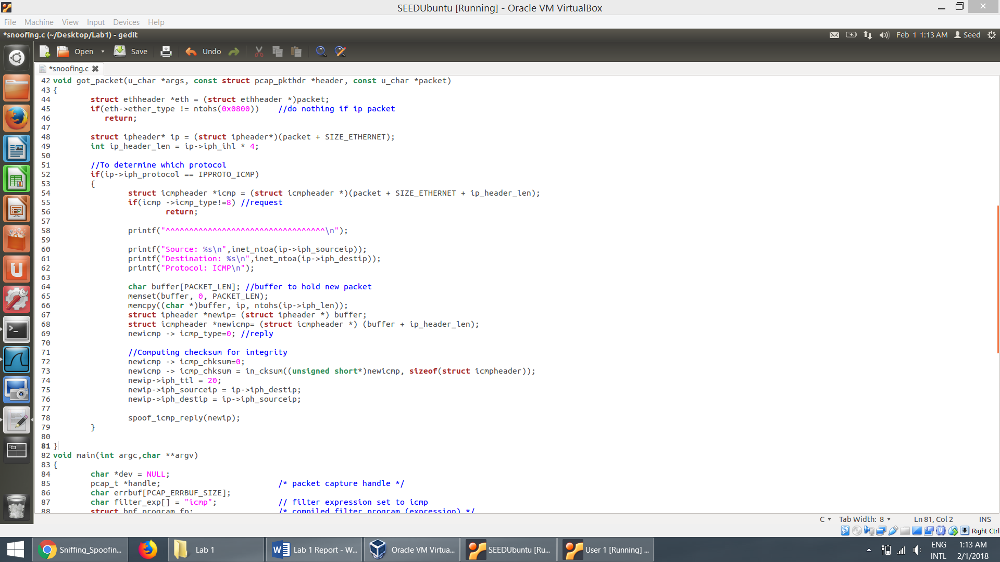 SEEDUbuntu [Running] - Oracle VM VirtualBox
File Machine View Input Devices Help
*snoofing.c (~/Desktop/Lab1) - gedit
Feb 1 1:13 AM Seed
Open Save Undo
*snoofing.c
42 void got_packet(u_char *args, const struct pcap_pkthdr *header, const u_char *packet)
43 {
44 struct ethheader *eth = (struct ethheader *)packet;
45 if(eth->ether_type != ntohs(0x0800)) //do nothing if ip packet
46 return;
47
48 struct ipheader* ip = (struct ipheader*)(packet + SIZE_ETHERNET);
49 int ip_header_len = ip->iph_ihl * 4;
50
51 //To determine which protocol
52 if(ip->iph_protocol == IPPROTO_ICMP)
53 {
54 struct icmpheader *icmp = (struct icmpheader *)(packet + SIZE_ETHERNET + ip_header_len);
55 if(icmp ->icmp_type!=8) //request
56 return;
57
58 printf("^^^^^^^^^^^^^^^^^^^^^^^^^^^^^^^^^^\n");
59
60 printf("Source: %s\n",inet_ntoa(ip->iph_sourceip));
61 printf("Destination: %s\n",inet_ntoa(ip->iph_destip));
62 printf("Protocol: ICMP\n");
63
64 char buffer[PACKET_LEN]; //buffer to hold new packet
65 memset(buffer, 0, PACKET_LEN);
66 memcpy((char *)buffer, ip, ntohs(ip->iph_len));
67 struct ipheader *newip= (struct ipheader *) buffer;
68 struct icmpheader *newicmp= (struct icmpheader *) (buffer + ip_header_len);
69 newicmp -> icmp_type=0; //reply
70
71 //Computing checksum for integrity
72 newicmp -> icmp_chksum=0;
73 newicmp -> icmp_chksum = in_cksum((unsigned short*)newicmp, sizeof(struct icmpheader));
74 newip->iph_ttl = 20;
75 newip->iph_sourceip = ip->iph_destip;
76 newip->iph_destip = ip->iph_sourceip;
77
78 spoof_icmp_reply(newip);
79 }
80
81 }
82 void main(int argc,char **argv)
83 {
84 char *dev = NULL;
85 pcap_t *handle; /* packet capture handle */
86 char errbuf[PCAP_ERRBUF_SIZE];
87 char filter_exp[] = "icmp"; // filter expression set to icmp
88 struct bpf_program fp; /* compiled filter program (expression) */
C Tab Width: 8 Ln 81, Col 2 INS
Right Ctrl
Sniffing_Spoofin... Lab 1 Lab 1 Report - W... Oracle VM Virtua... SEEDUbuntu [Ru... User 1 [Running] ...
ENG 1:13 AM
INTL 2/1/2018